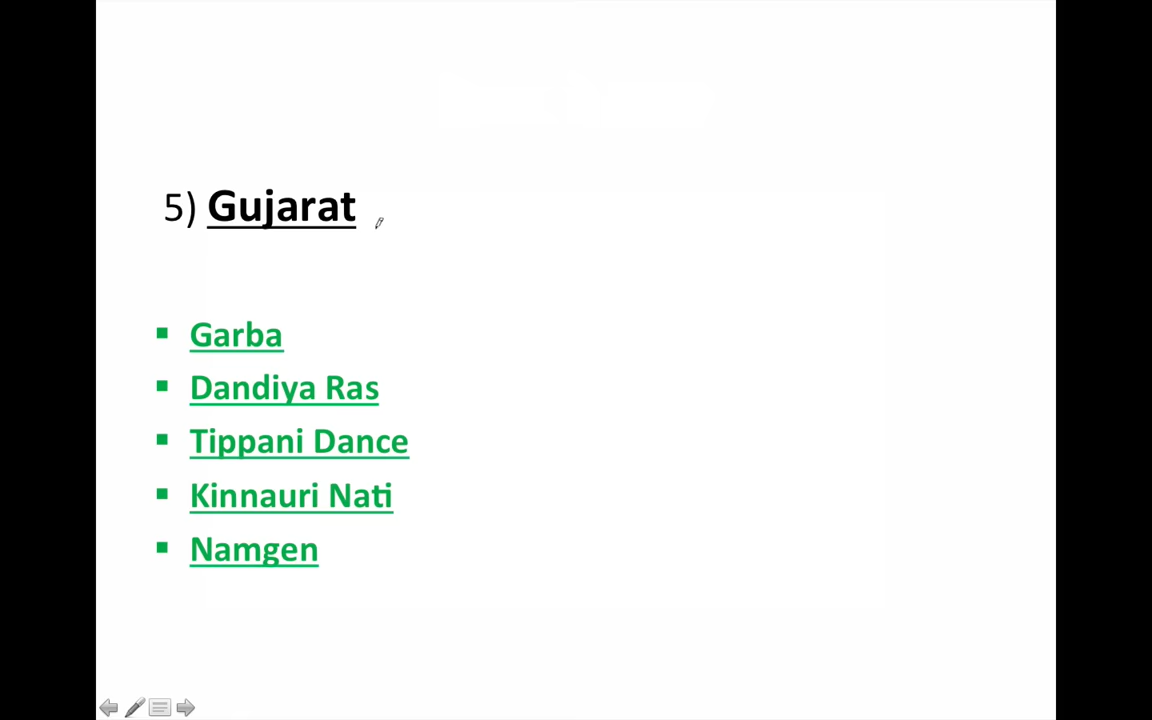 5) Gujarat
▪ Garba
▪ Dandiya Ras
▪ Tippani Dance
▪ Kinnauri Nati
▪ Namgen